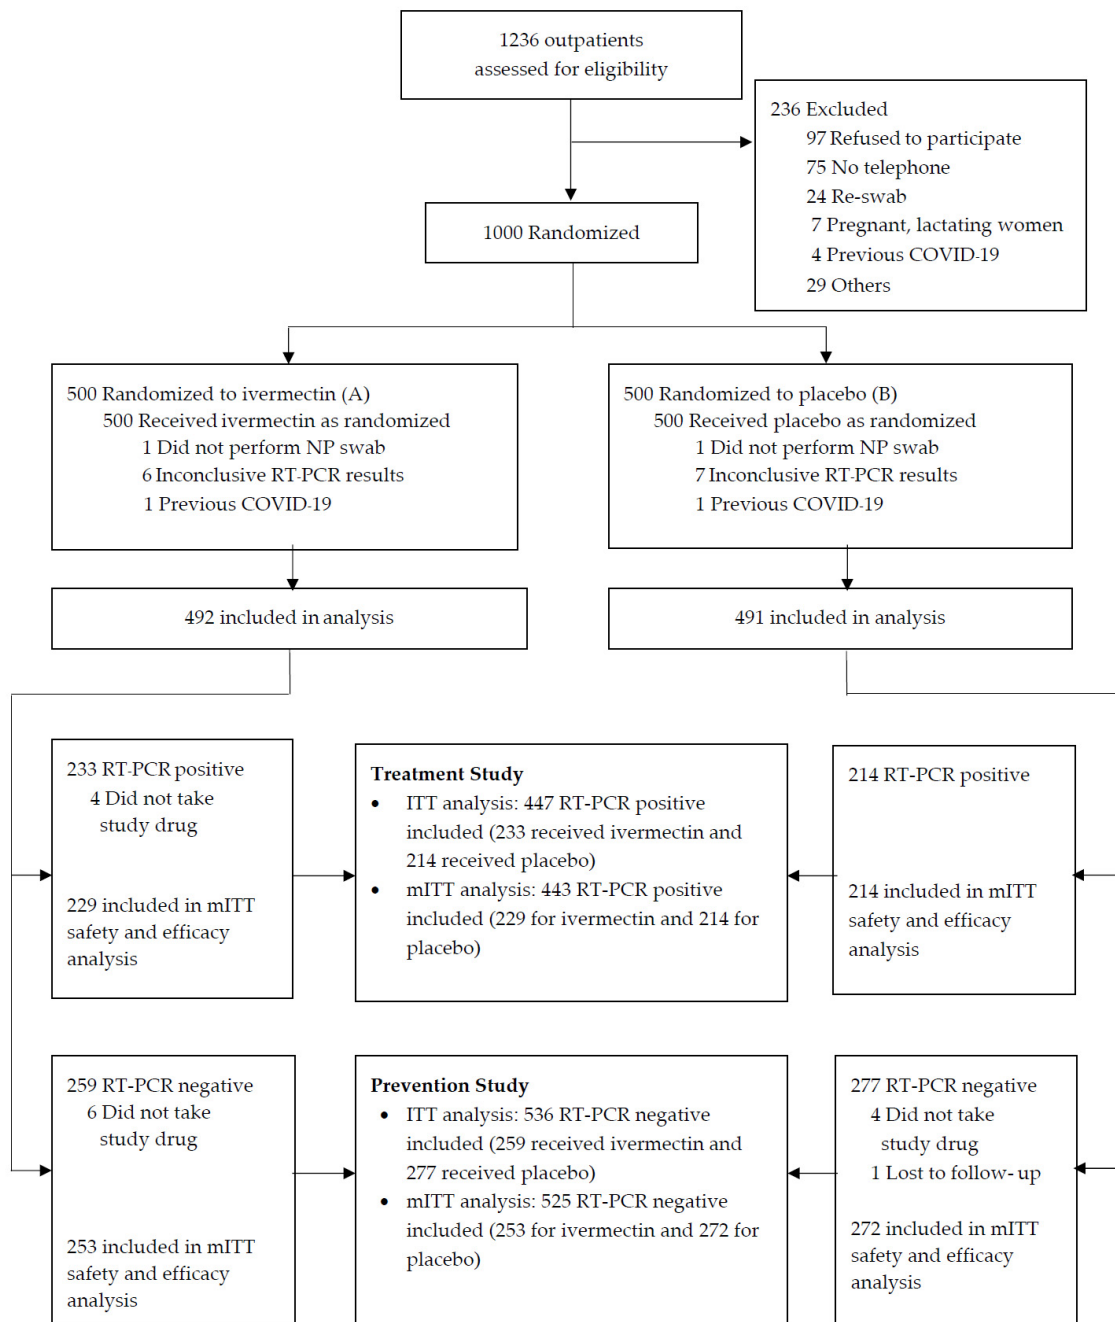 1236 outpatients
assessed for eligibility
236 Excluded
97 Refused to participate
75 No telephone
24 Re-swab
7 Pregnant, lactating women
4 Previous COVID-19
29 Others
1000 Randomized
500 Randomized to ivermectin (A)
500 Received ivermectin as randomized
1 Did not perform NP swab
6 Inconclusive RT-PCR results
1 Previous COVID-19
500 Randomized to placebo (B)
500 Received placebo as randomized
1 Did not perform NP swab
7 Inconclusive RT-PCR results
1 Previous COVID-19
492 included in analysis
491 included in analysis
233 RT-PCR positive
4 Did not take
study drug
229 included in mITT
safety and efficacy
analysis
Treatment Study
• ITT analysis: 447 RT-PCR positive
included (233 received ivermectin and
214 received placebo)
• mITT analysis: 443 RT-PCR positive
included (229 for ivermectin and 214 for
placebo)
214 RT-PCR positive
214 included in mITT
safety and efficacy
analysis
259 RT-PCR negative
6 Did not take
study drug
253 included in mITT
safety and efficacy
analysis
Prevention Study
• ITT analysis: 536 RT-PCR negative
included (259 received ivermectin and
277 received placebo)
• mITT analysis: 525 RT-PCR negative
included (253 for ivermectin and 272 for
placebo)
277 RT-PCR negative
4 Did not take
study drug
1 Lost to follow- up
272 included in mITT
safety and efficacy
analysis